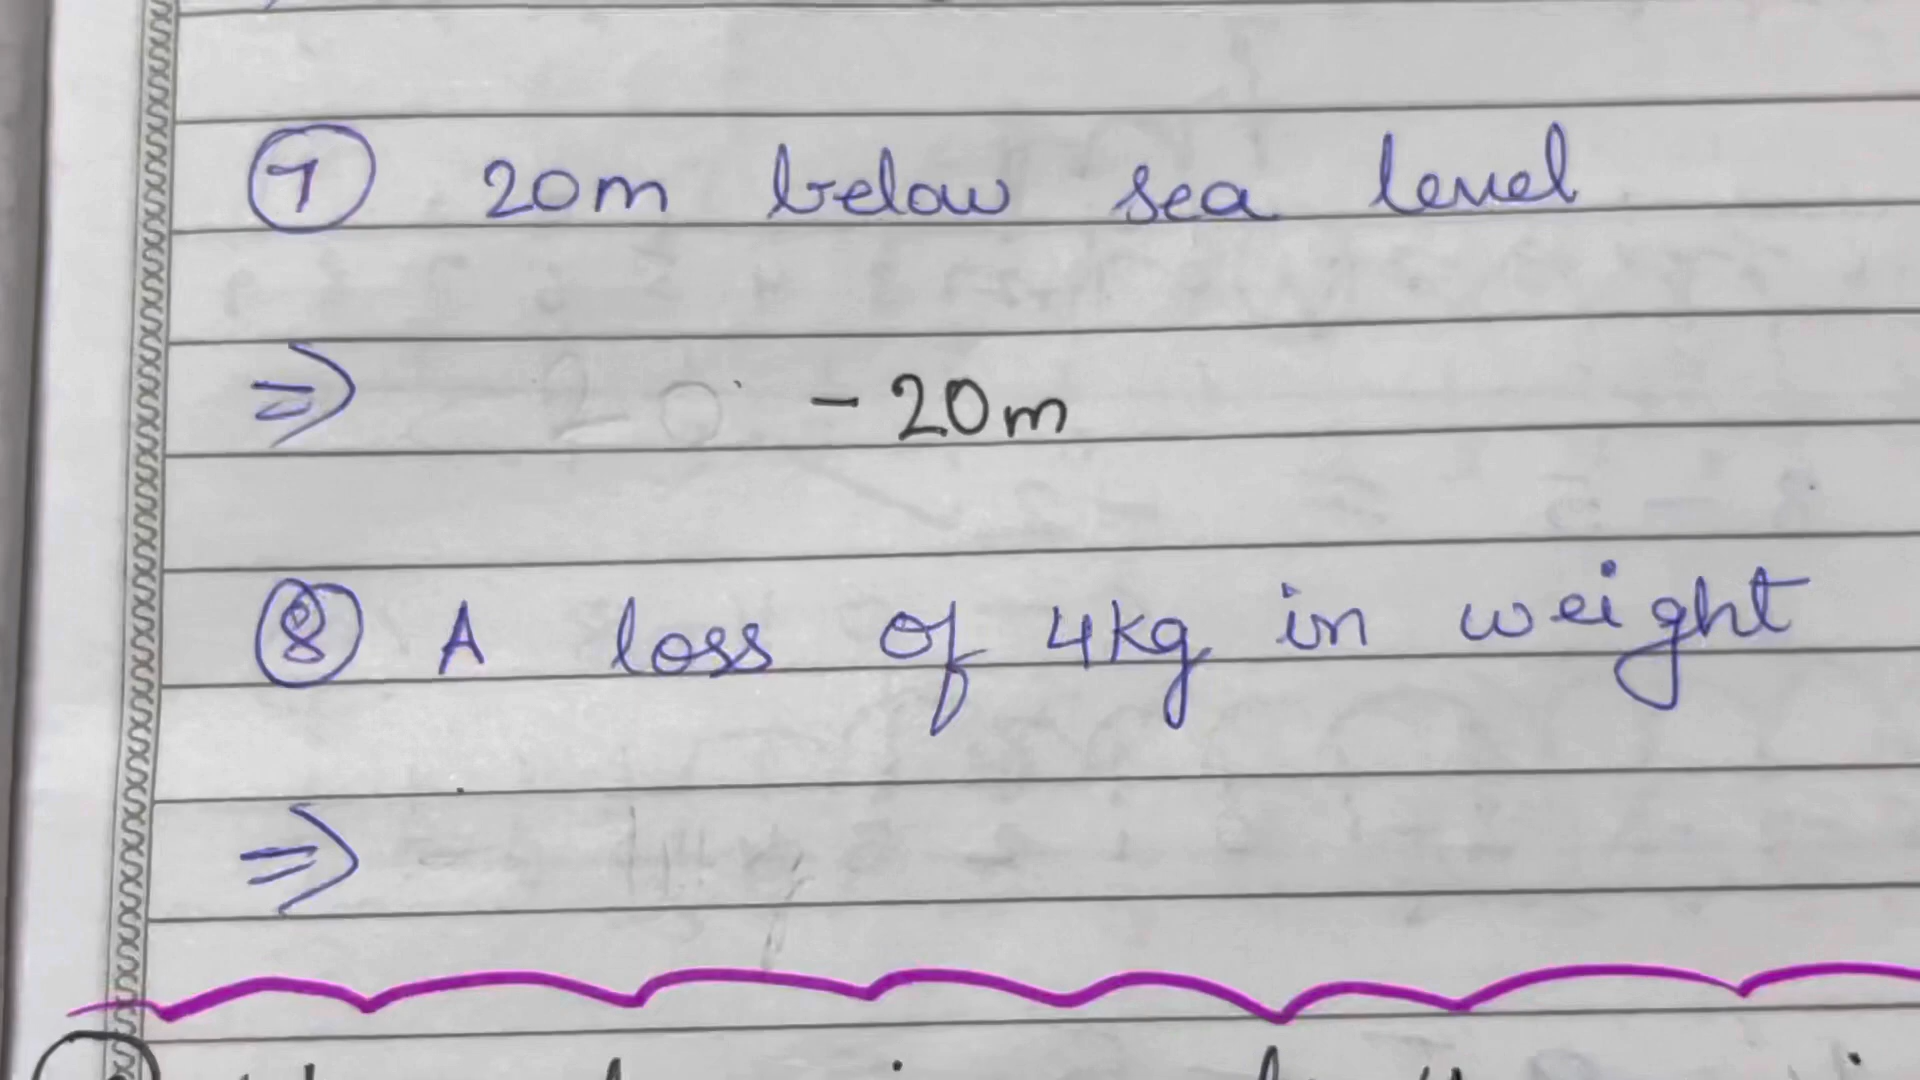 7 20m below sea level
⇒ - 20m
8 A loss of 4kg in weight
⇒